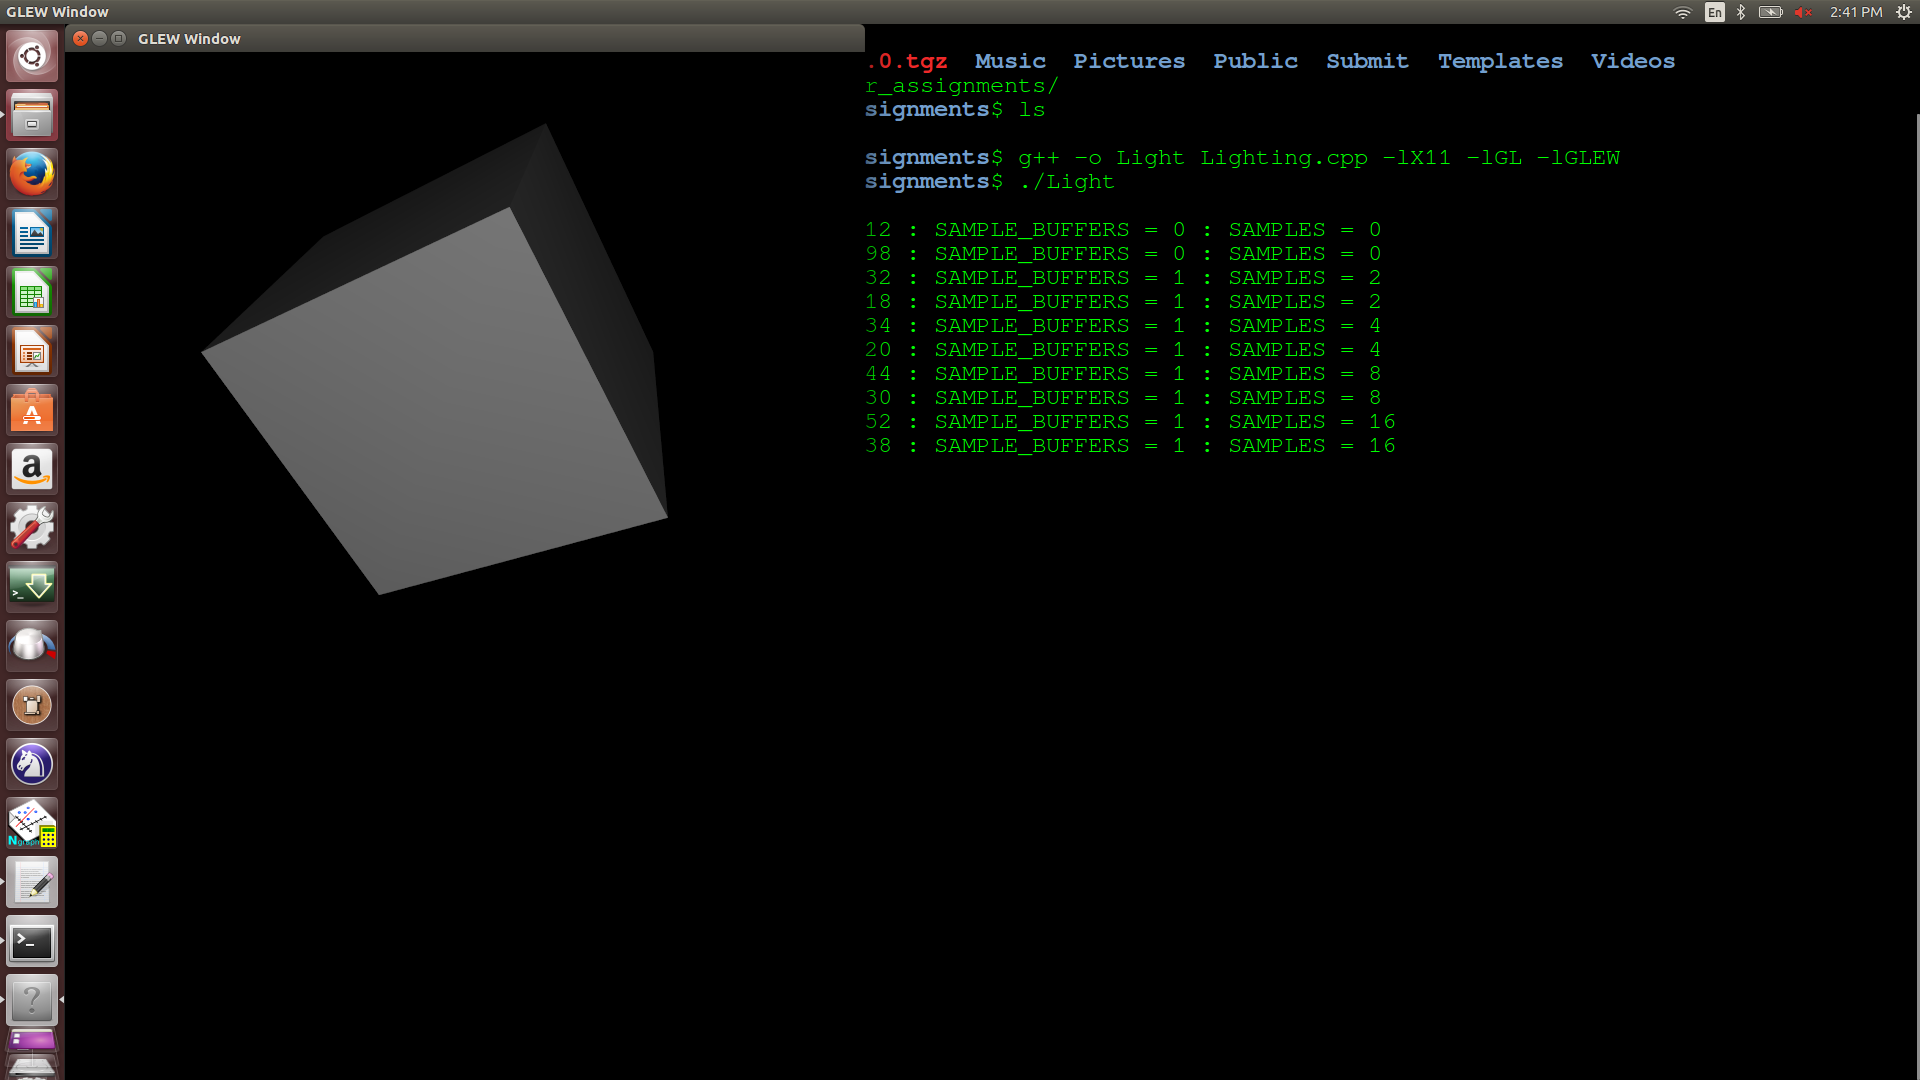 GLEW Window
En
2:41 PM
GLEW Window
.0.tgz Music Pictures Public Submit Templates Videos
r_assignments/
signments$ ls
signments$ g++ -o Light Lighting.cpp -lX11 -lGL -lGLEW
signments$ ./Light
12 : SAMPLE_BUFFERS = 0 : SAMPLES = 0
98 : SAMPLE_BUFFERS = 0 : SAMPLES = 0
32 : SAMPLE_BUFFERS = 1 : SAMPLES = 2
18 : SAMPLE_BUFFERS = 1 : SAMPLES = 2
34 : SAMPLE_BUFFERS = 1 : SAMPLES = 4
20 : SAMPLE_BUFFERS = 1 : SAMPLES = 4
44 : SAMPLE_BUFFERS = 1 : SAMPLES = 8
30 : SAMPLE_BUFFERS = 1 : SAMPLES = 8
52 : SAMPLE_BUFFERS = 1 : SAMPLES = 16
38 : SAMPLE_BUFFERS = 1 : SAMPLES = 16
Ngraph